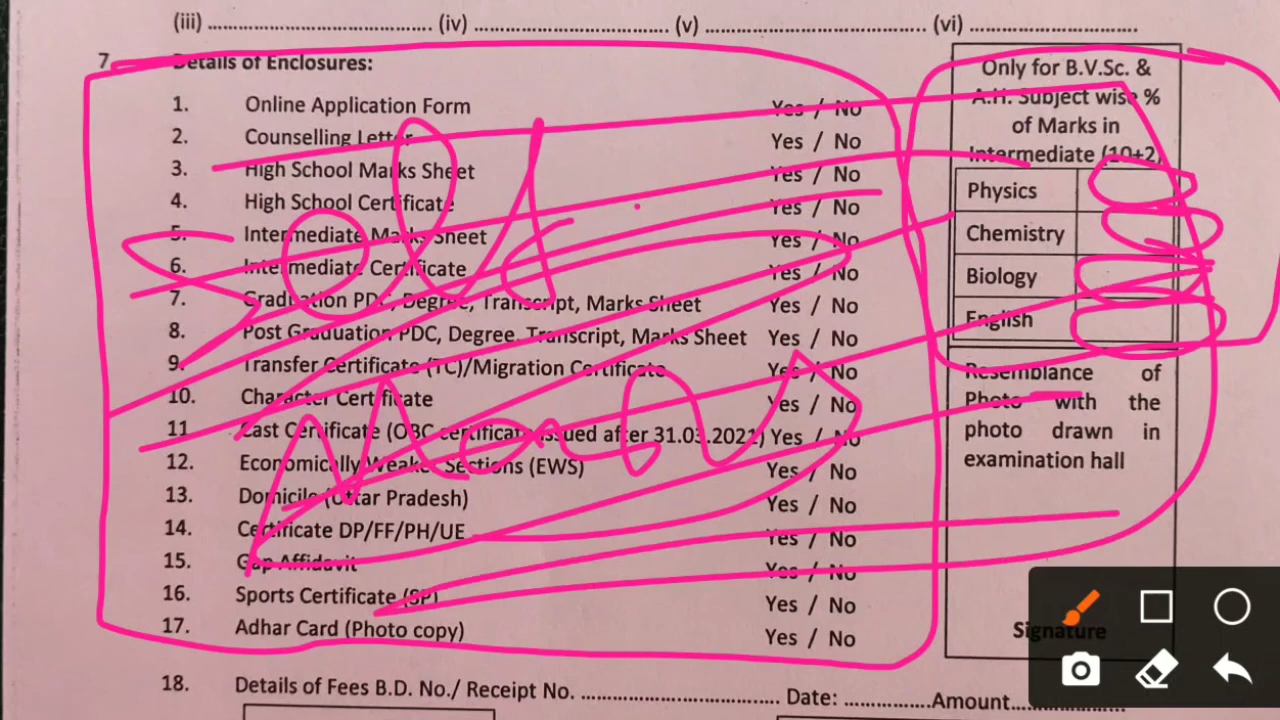 (iii) ........................................ (iv) .................................... (v) ........................................ (vi) ..............................
7. Details of Enclosures:
1. Online Application Form Yes / No
2. Counselling Letter Yes / No
3. High School Marks Sheet Yes / No
4. High School Certificate Yes / No
5. Intermediate Marks Sheet Yes / No
6. Intermediate Certificate Yes / No
7. Graduation PDC, Degree, Transcript, Marks Sheet Yes / No
8. Post Graduation PDC, Degree, Transcript, Marks Sheet Yes / No
9. Transfer Certificate (TC)/Migration Certificate Yes / No
10. Character Certificate Yes / No
11 Cast Certificate (OBC certificate issued after 31.03.2021) Yes / No
12. Economically Weaker Sections (EWS) Yes / No
13. Domicile (Uttar Pradesh) Yes / No
14. Certificate DP/FF/PH/UE Yes / No
15. Gap Affidavit Yes / No
16. Sports Certificate (SP) Yes / No
17. Adhar Card (Photo copy) Yes / No
18. Details of Fees B.D. No./ Receipt No. .................................... Date: ...............Amount....................
Only for B.V.Sc. &
A.H. Subject wise %
of Marks in
Intermediate (10+2)
Physics
Chemistry
Biology
English
Resemblance of
Photo with the
photo drawn in
examination hall
Signature